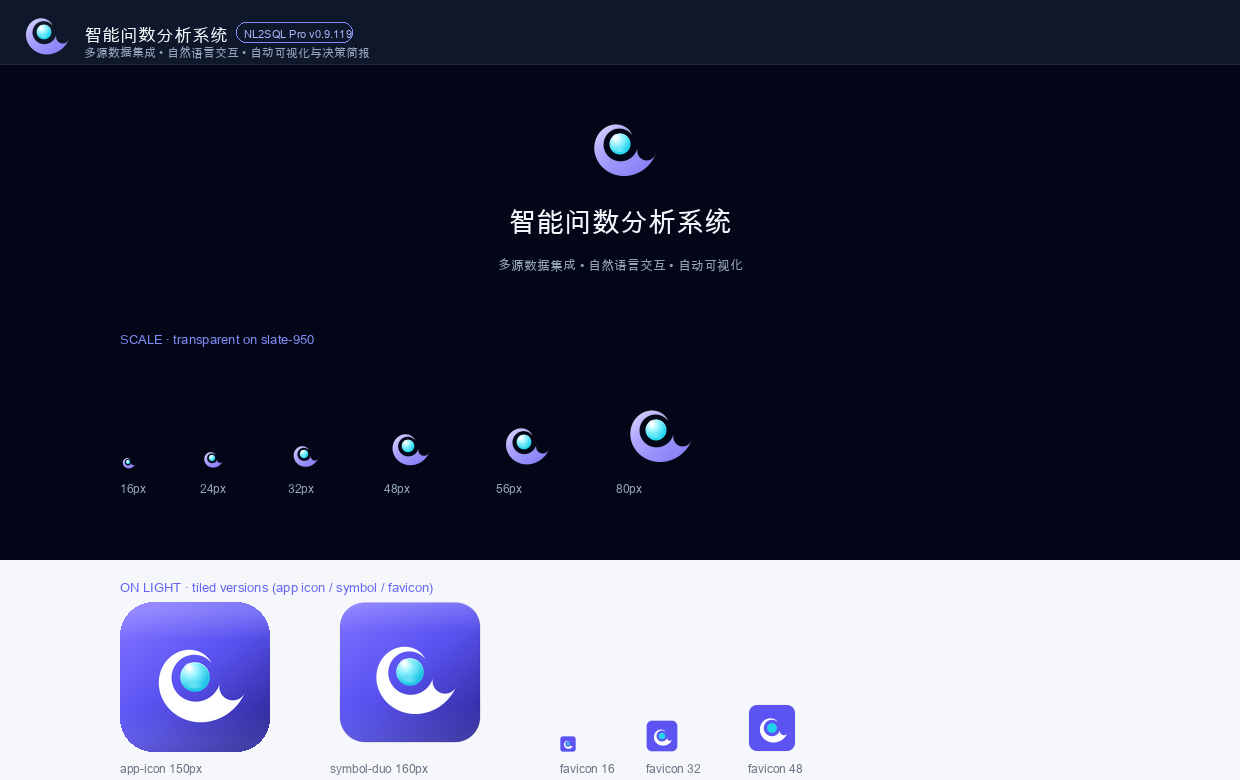 智能问数分析系统 NL2SQL Pro v0.9.119
多源数据集成 • 自然语言交互 • 自动可视化与决策简报
智能问数分析系统
多源数据集成 • 自然语言交互 • 自动可视化
SCALE · transparent on slate-950
16px 24px 32px 48px 56px 80px
ON LIGHT · tiled versions (app icon / symbol / favicon)
app-icon 150px symbol-duo 160px favicon 16 favicon 32 favicon 48